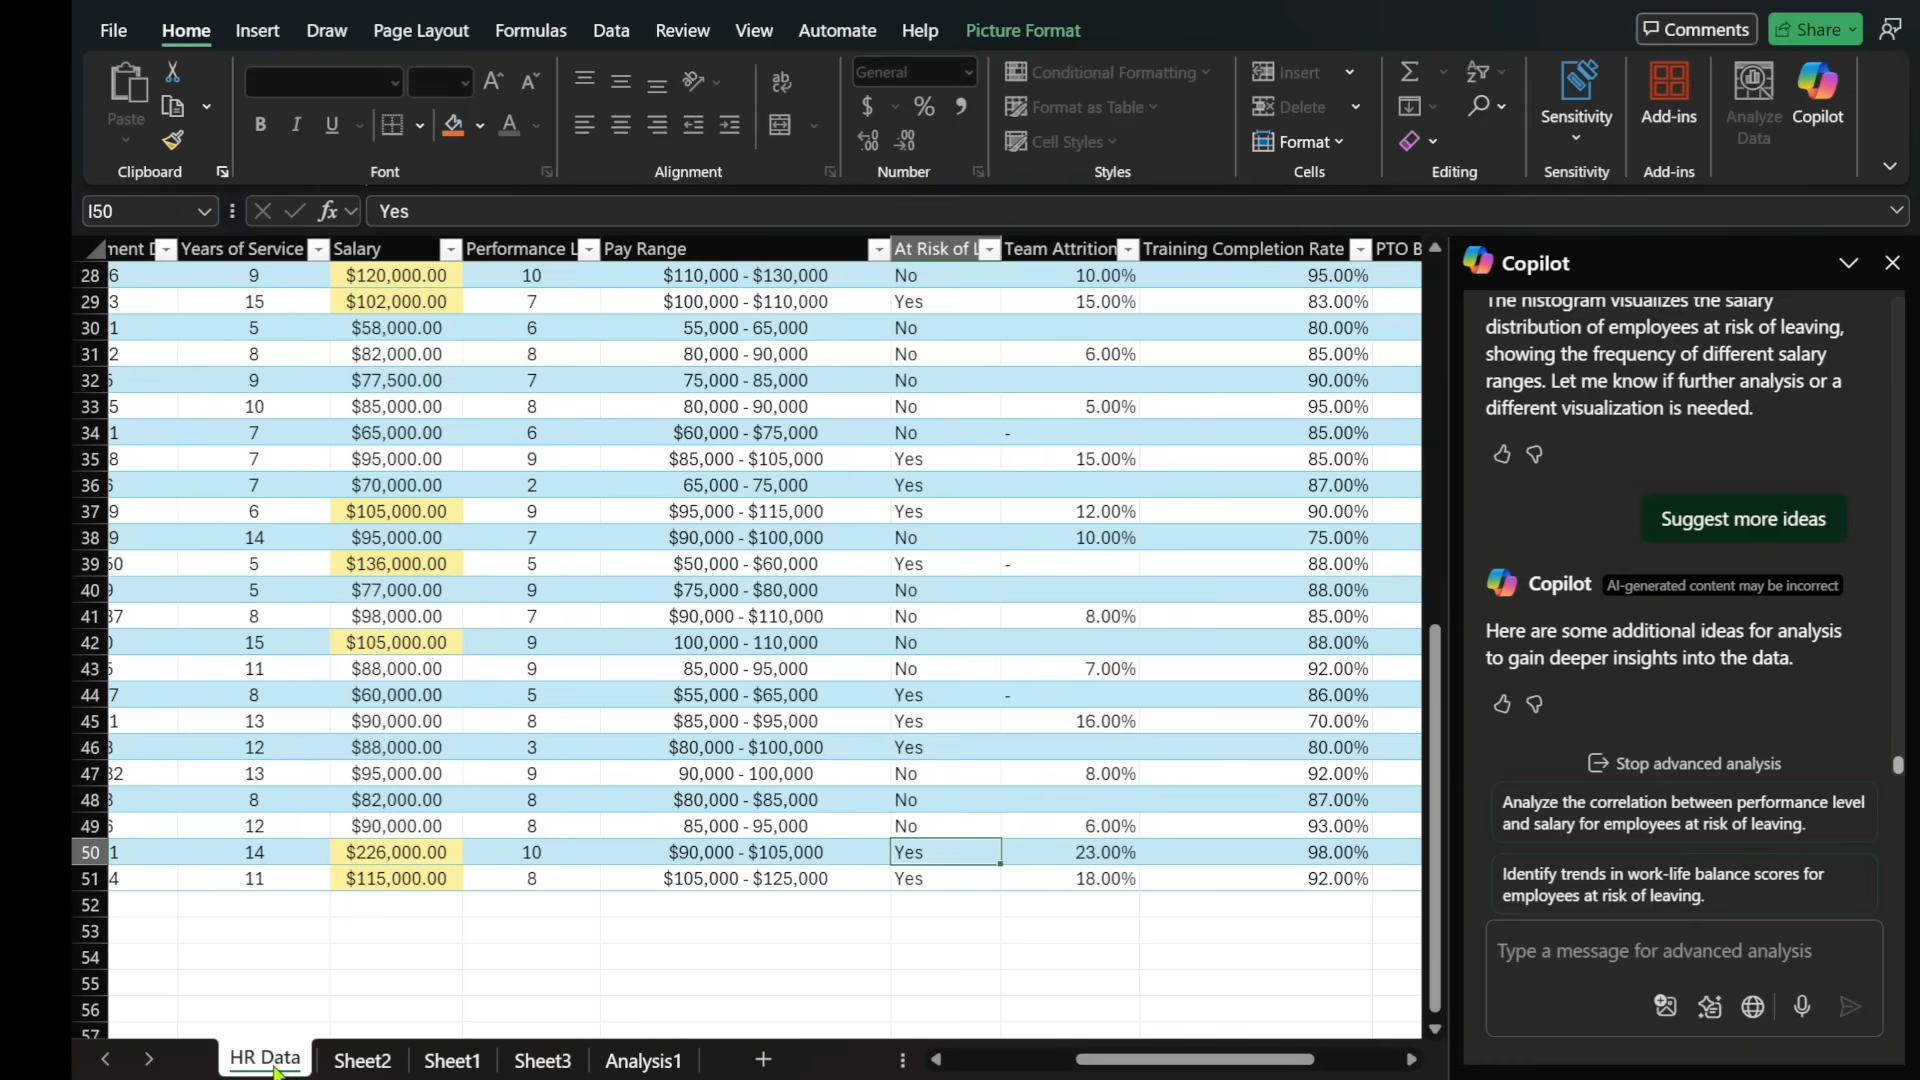 File Home Insert Draw Page Layout Formulas Data Review View Automate Help Picture Format Comments Share
General Conditional Formatting Insert
Paste $ % Format as Table Delete Sensitivity Add-ins Analyze Data Copilot
B I U A Cell Styles Format
Clipboard Font Alignment Number Styles Cells Editing Sensitivity Add-ins
I50 fx Yes
ment D Years of Service Salary Performance L Pay Range At Risk of L Team Attrition Training Completion Rate PTO B
28 6 9 $120,000.00 10 $110,000 - $130,000 No 10.00% 95.00%
29 3 15 $102,000.00 7 $100,000 - $110,000 Yes 15.00% 83.00%
30 1 5 $58,000.00 6 55,000 - 65,000 No 80.00%
31 2 8 $82,000.00 8 80,000 - 90,000 No 6.00% 85.00%
32 9 $77,500.00 7 75,000 - 85,000 No 90.00%
33 5 10 $85,000.00 8 80,000 - 90,000 No 5.00% 95.00%
34 1 7 $65,000.00 6 $60,000 - $75,000 No - 85.00%
35 8 7 $95,000.00 9 $85,000 - $105,000 Yes 15.00% 85.00%
36 7 $70,000.00 2 65,000 - 75,000 Yes 87.00%
37 9 6 $105,000.00 9 $95,000 - $115,000 Yes 12.00% 90.00%
38 9 14 $95,000.00 7 $90,000 - $100,000 No 10.00% 75.00%
39 50 5 $136,000.00 5 $50,000 - $60,000 Yes - 88.00%
40 5 $77,000.00 9 $75,000 - $80,000 No 88.00%
41 37 8 $98,000.00 7 $90,000 - $110,000 No 8.00% 85.00%
42 15 $105,000.00 9 100,000 - 110,000 No 88.00%
43 11 $88,000.00 9 85,000 - 95,000 No 7.00% 92.00%
44 7 8 $60,000.00 5 $55,000 - $65,000 Yes - 86.00%
45 1 13 $90,000.00 8 $85,000 - $95,000 Yes 16.00% 70.00%
46 12 $88,000.00 3 $80,000 - $100,000 Yes 80.00%
47 32 13 $95,000.00 9 90,000 - 100,000 No 8.00% 92.00%
48 8 $82,000.00 8 $80,000 - $85,000 No 87.00%
49 12 $90,000.00 8 85,000 - 95,000 No 6.00% 93.00%
50 1 14 $226,000.00 10 $90,000 - $105,000 Yes 23.00% 98.00%
51 4 11 $115,000.00 8 $105,000 - $125,000 Yes 18.00% 92.00%
52
53
54
55
56
57
HR Data Sheet2 Sheet1 Sheet3 Analysis1
Copilot
The histogram visualizes the salary
distribution of employees at risk of leaving,
showing the frequency of different salary
ranges. Let me know if further analysis or a
different visualization is needed.
Suggest more ideas
Copilot AI-generated content may be incorrect
Here are some additional ideas for analysis
to gain deeper insights into the data.
Stop advanced analysis
Analyze the correlation between performance level
and salary for employees at risk of leaving.
Identify trends in work-life balance scores for
employees at risk of leaving.
Type a message for advanced analysis